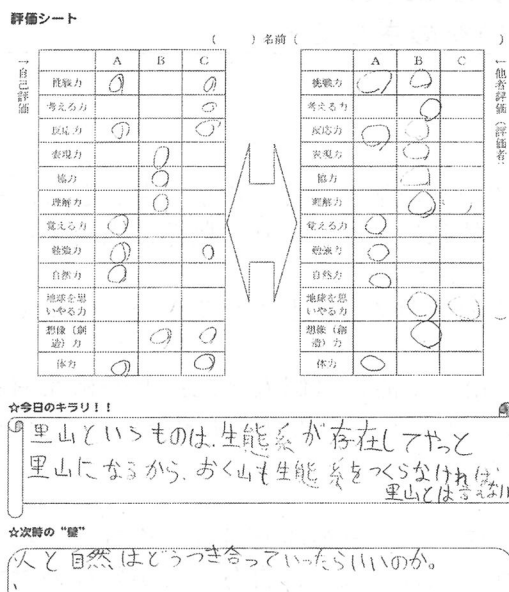 評価シート
( ) 名前 ( )
自己評価
A B C
挑戦力
考える力
反応力
表現力
協力
理解力
覚える力
勉強力
自然力
地球を思
いやる力
想像（創
造）力
体力
他者評価（評価者：
A B C
挑戦力
考える力
反応力
表現力
協力
理解力
覚える力
勉強力
自然力
地球を思
いやる力
想像（創
造）力
体力
☆今日のキラリ！！
里山というものは、生態系が存在してやっと
里山になるから、おく山も生態系をつくらなければ、
里山とは言えない
☆次時の“髪”
人と自然はどうつき合っていったらいいのか。